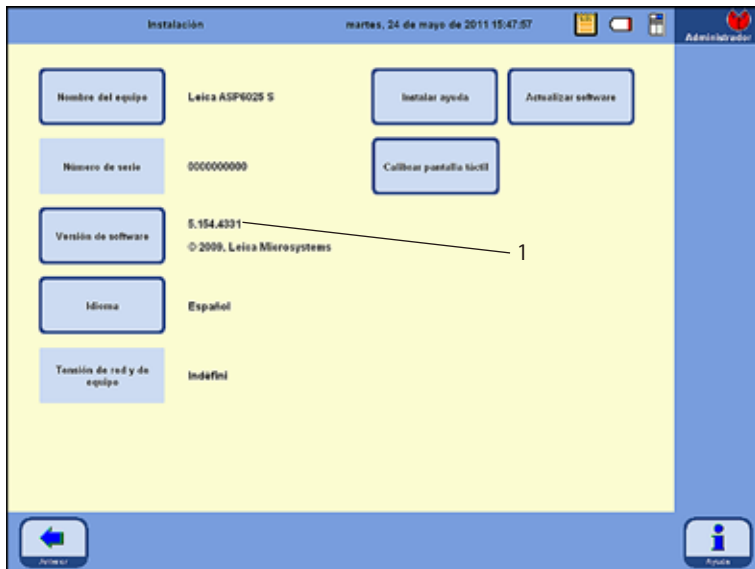 Instalación
martes, 24 de mayo de 2011 15:47:57
Administrador
Nombre del equipo
Leica ASP6025 S
Instalar ayuda
Actualizar software
Número de serie
0000000000
Calibrar pantalla táctil
Versión de software
5.154.4331
© 2009, Leica Microsystems
1
Idioma
Español
Tensión de red y de
equipo
Indéfini
Anterior
Ayuda